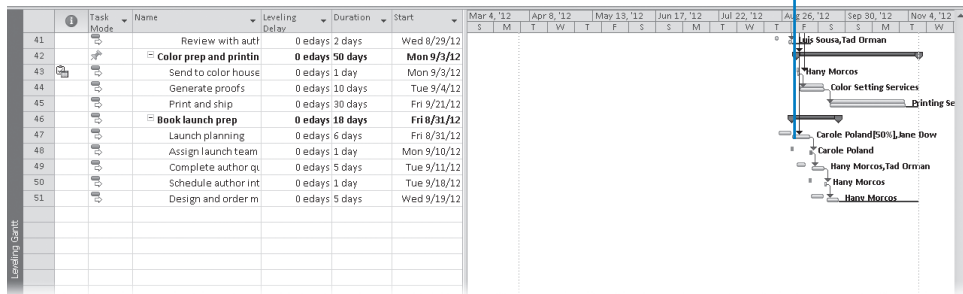 Task Mode Name Leveling Delay Duration Start Mar 4, '12 Apr 8, '12 May 13, '12 Jun 17, '12 Jul 22, '12 Aug 26, '12 Sep 30, '12 Nov 4, '12
S M T W T F S S M T W T F S S M T W
41 Review with auth 0 edays 2 days Wed 8/29/12 Luis Sousa,Tad Orman
42 Color prep and printin 0 edays 50 days Mon 9/3/12
43 Send to color house 0 edays 1 day Mon 9/3/12 Hany Morcos
44 Generate proofs 0 edays 10 days Tue 9/4/12 Color Setting Services
45 Print and ship 0 edays 30 days Fri 9/21/12 Printing Se
46 Book launch prep 0 edays 18 days Fri 8/31/12
47 Launch planning 0 edays 6 days Fri 8/31/12 Carole Poland[50%],Jane Dow
48 Assign launch team 0 edays 1 day Mon 9/10/12 Carole Poland
49 Complete author qu 0 edays 5 days Tue 9/11/12 Hany Morcos,Tad Orman
50 Schedule author int 0 edays 1 day Tue 9/18/12 Hany Morcos
51 Design and order m 0 edays 5 days Wed 9/19/12 Hany Morcos
Leveling Gantt